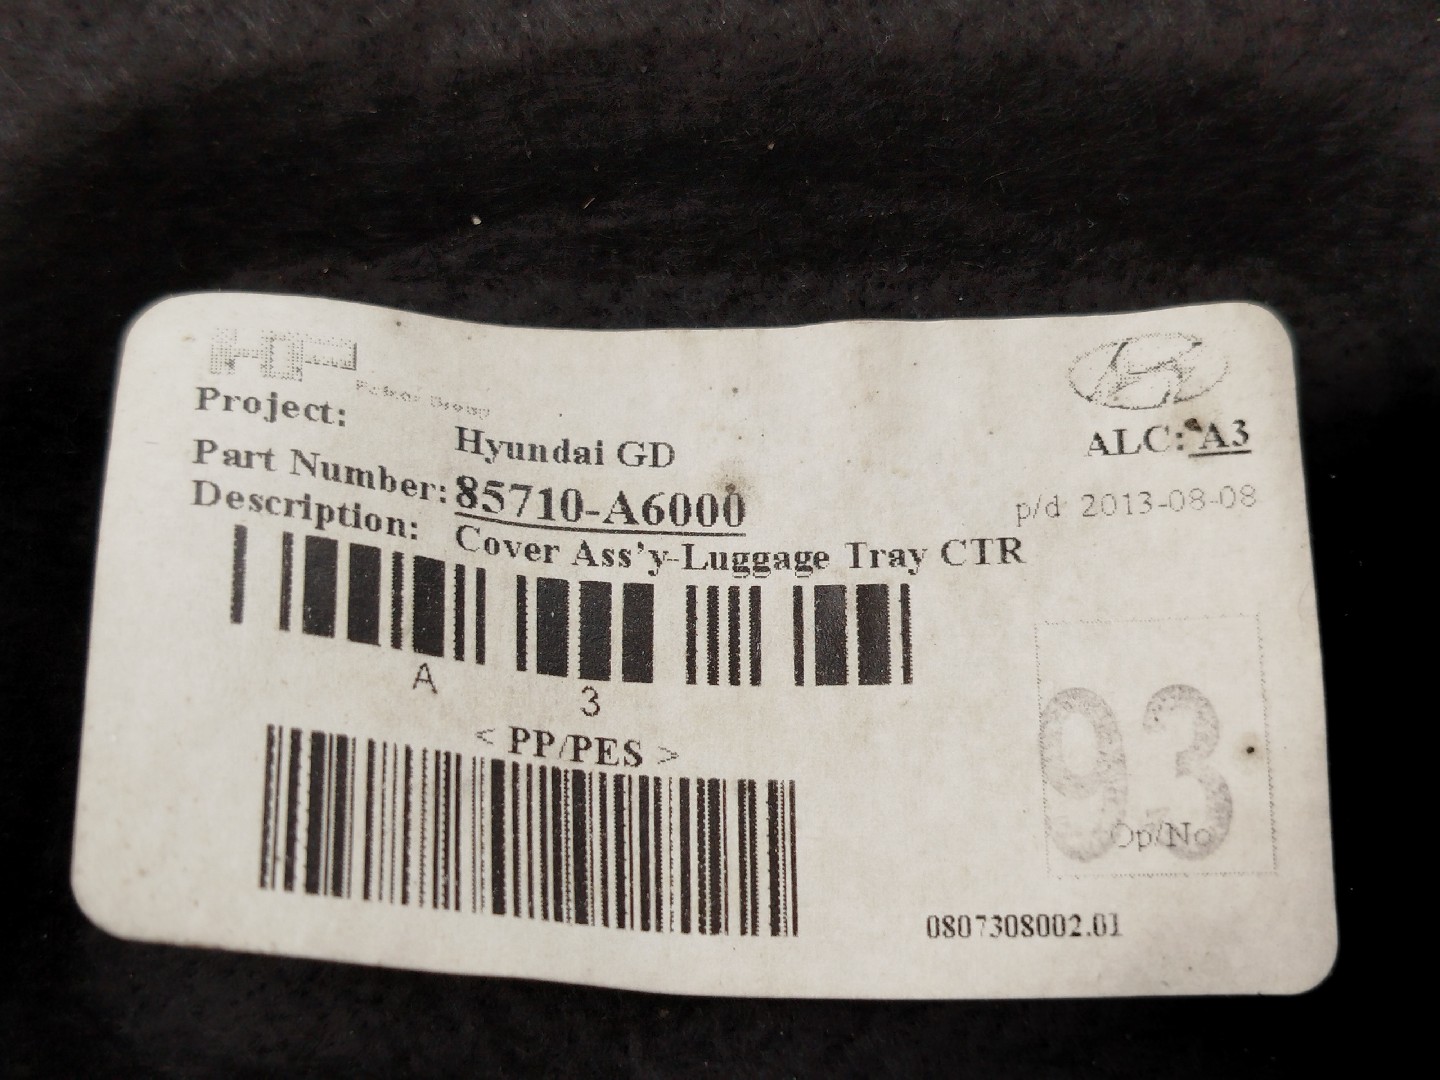 HP
Project:
Hyundai GD
ALC: A3
Part Number: 85710-A6000
p/d 2013-08-08
Description: Cover Ass'y-Luggage Tray CTR
A
3
< PP/PES >
93
Op/No
0807308002.01